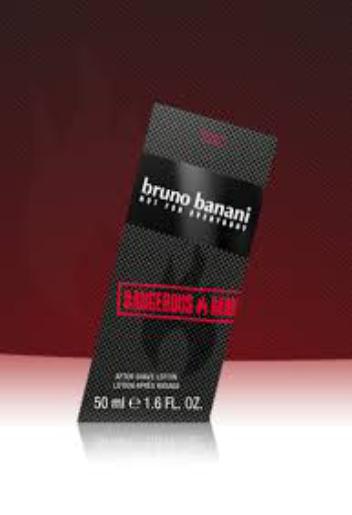 bruno banani
NOT FOR EVERYBODY
DANGEROUS MAN
AFTER SHAVE LOTION
LOTION APRÈS RASAGE
50 ml ℮ 1.6 FL. OZ.